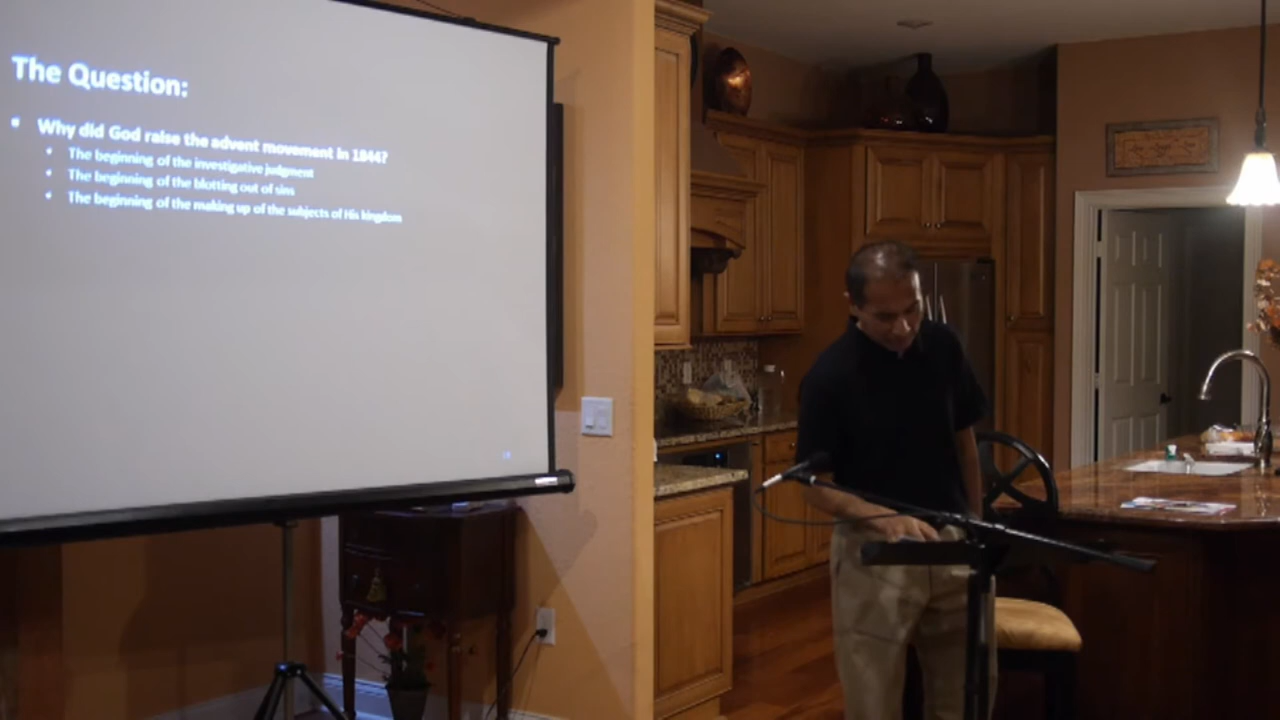 The Question:
Why did God raise the advent movement in 1844?
The beginning of the investigative judgment
The beginning of the blotting out of sins
The beginning of the making up of the subjects of His kingdom